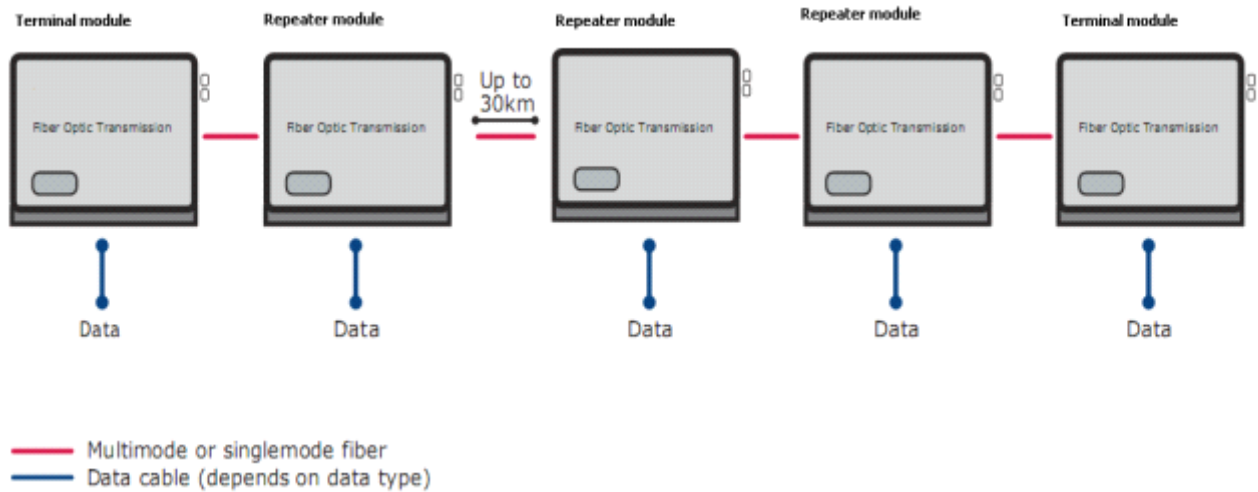 Terminal module
Repeater module
Repeater module
Repeater module
Terminal module
Up to
30km
Fiber Optic Transmission
Fiber Optic Transmission
Fiber Optic Transmission
Fiber Optic Transmission
Fiber Optic Transmission
Data
Data
Data
Data
Data
Multimode or singlemode fiber
Data cable (depends on data type)